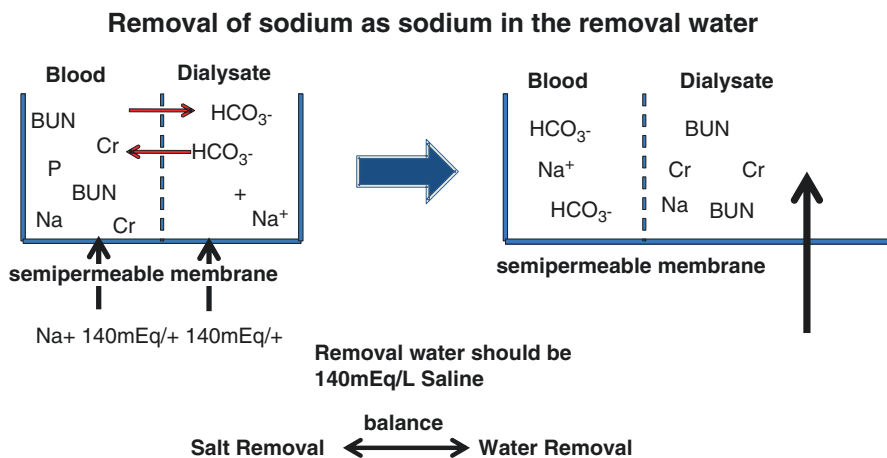 Removal of sodium as sodium in the removal water
Blood Dialysate
BUN
HCO3-
Cr
HCO3-
P
BUN
+
Na
Cr
Na+
semipermeable membrane
Na+ 140mEq/+ 140mEq/+
Blood Dialysate
HCO3-
BUN
Na+
Cr Cr
HCO3-
Na
BUN
semipermeable membrane
Removal water should be
140mEq/L Saline
balance
Salt Removal Water Removal